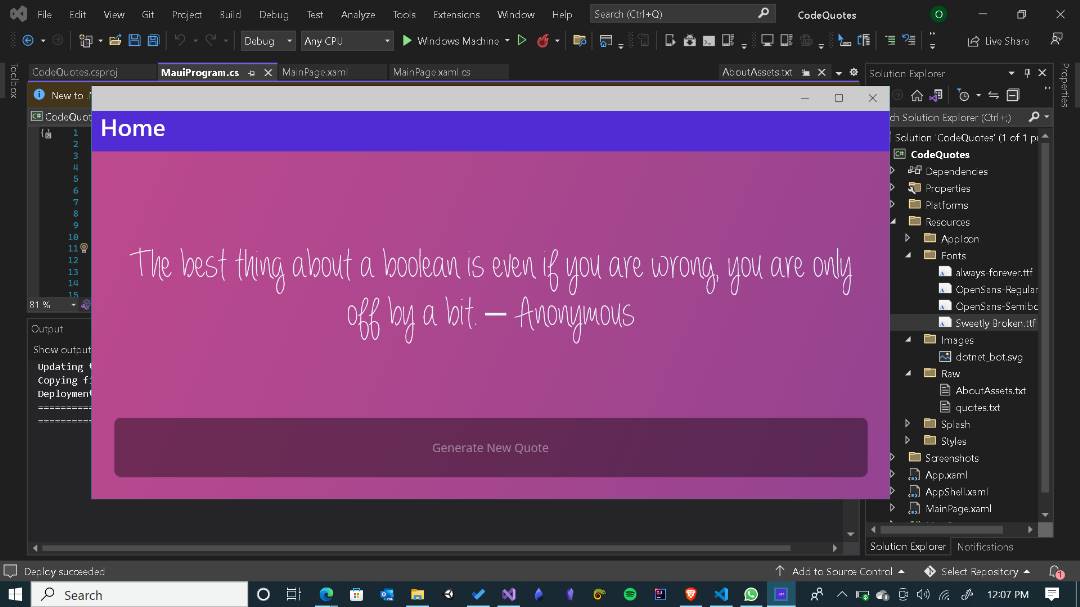 File Edit View Git Project Build Debug Test Analyze Tools Extensions Window Help Search (Ctrl+Q) CodeQuotes O
Debug Any CPU Windows Machine Live Share
CodeQuotes.csproj MauiProgram.cs MainPage.xaml MainPage.xaml.cs AboutAssets.txt Solution Explorer
Toolbox
Properties
New to
CodeQuot
ch Solution Explorer (Ctrl+;)
Home
Solution 'CodeQuotes' (1 of 1 p
CodeQuotes
Dependencies
Properties
Platforms
Resources
AppIcon
Fonts
always-forever.ttf
OpenSans-Regular
OpenSans-Semibo
Sweetly Broken.ttf
Images
dotnet_bot.svg
Raw
AboutAssets.txt
quotes.txt
Splash
Styles
Screenshots
App.xaml
AppShell.xaml
MainPage.xaml
1
2
3
4
5
6
7
8
9
10
11
12
13
14
15
The best thing about a boolean is even if you are wrong, you are only
off by a bit. — Anonymous
Generate New Quote
81 %
Output
Show output
Updating
Copying fi
Deployment
==========
==========
Solution Explorer Notifications
Deploy succeeded Add to Source Control Select Repository 1
Search 12:07 PM